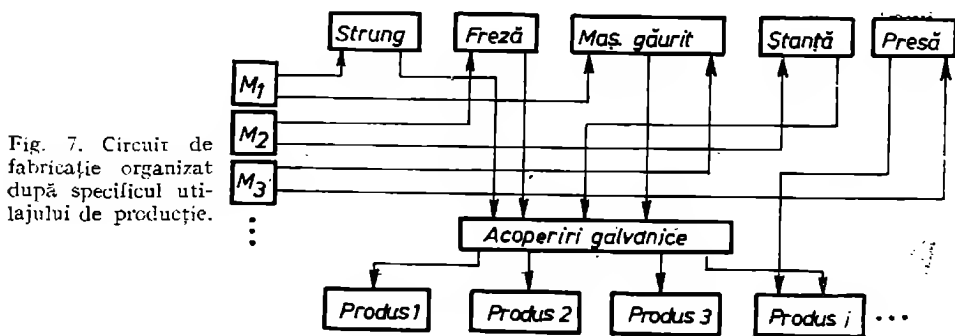 Strung
Freză
Maș. găurit
Ștanță
Presă
M1
M2
M3
Fig. 7. Circuit de
fabricație organizat
după specificul uti-
lajului de producție.
Acoperiri galvanice
Produs 1
Produs 2
Produs 3
Produs i